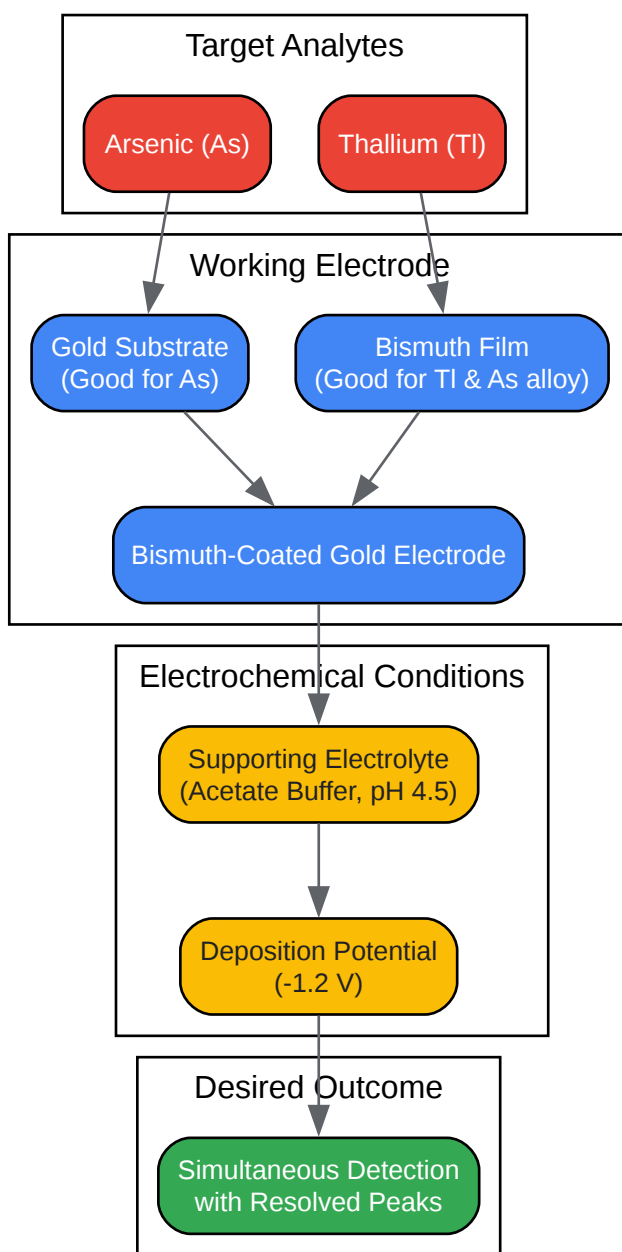 Target Analytes
Arsenic (As)
Thallium (Tl)
Working Electrode
Gold Substrate
(Good for As)
Bismuth Film
(Good for Tl & As alloy)
Bismuth-Coated Gold Electrode
Electrochemical Conditions
Supporting Electrolyte
(Acetate Buffer, pH 4.5)
Deposition Potential
(-1.2 V)
Desired Outcome
Simultaneous Detection
with Resolved Peaks